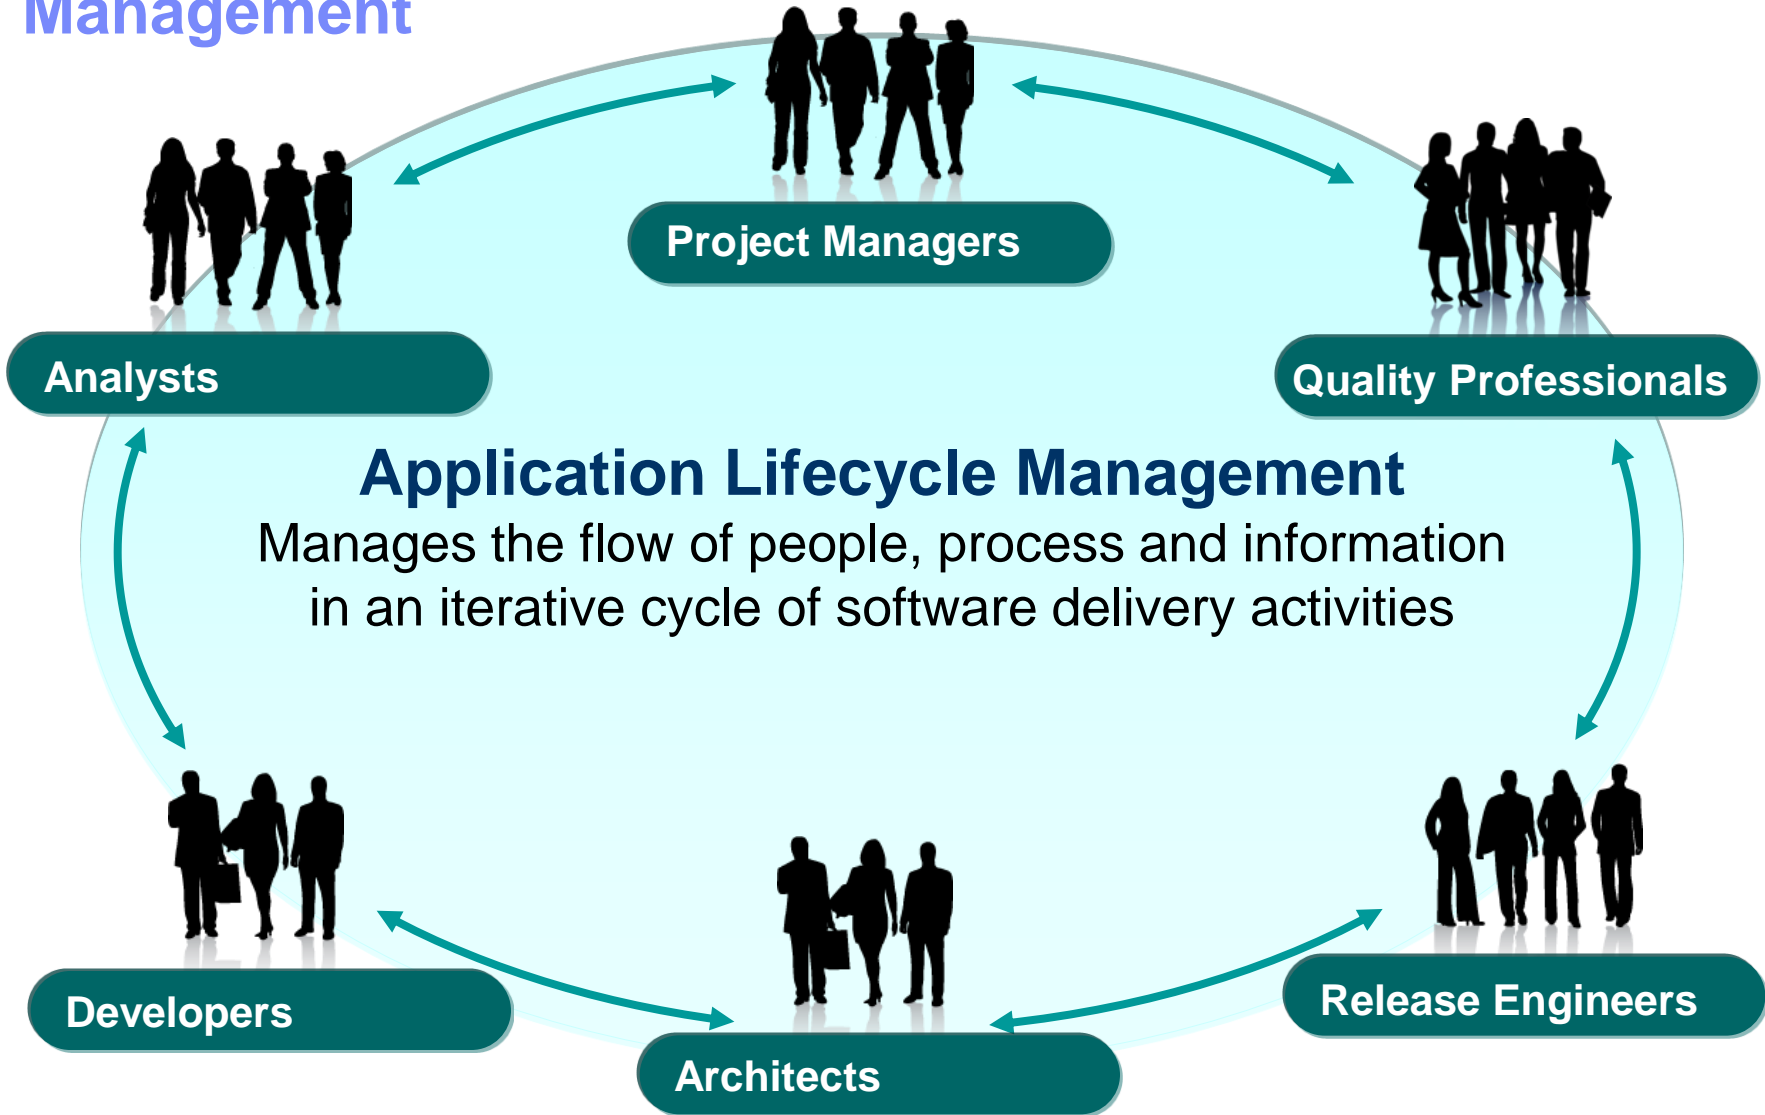 Management
Project Managers
Analysts
Quality Professionals
Application Lifecycle Management
Manages the flow of people, process and information
in an iterative cycle of software delivery activities
Developers
Release Engineers
Architects